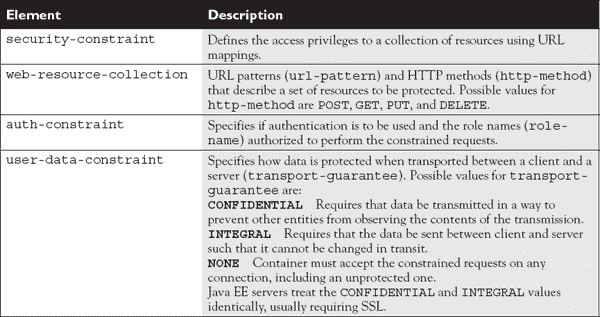 Element Description
security-constraint Defines the access privileges to a collection of resources using URL
mappings.
web-resource-collection URL patterns (url-pattern) and HTTP methods (http-method)
that describe a set of resources to be protected. Possible values for
http-method are POST, GET, PUT, and DELETE.
auth-constraint Specifies if authentication is to be used and the role names (role-
name) authorized to perform the constrained requests.
user-data-constraint Specifies how data is protected when transported between a client and a
server (transport-guarantee). Possible values for transport-
guarantee are:
CONFIDENTIAL Requires that data be transmitted in a way to
prevent other entities from observing the contents of the transmission.
INTEGRAL Requires that the data be sent between client and server
such that it cannot be changed in transit.
NONE Container must accept the constrained requests on any
connection, including an unprotected one.
Java EE servers treat the CONFIDENTIAL and INTEGRAL values
identically, usually requiring SSL.